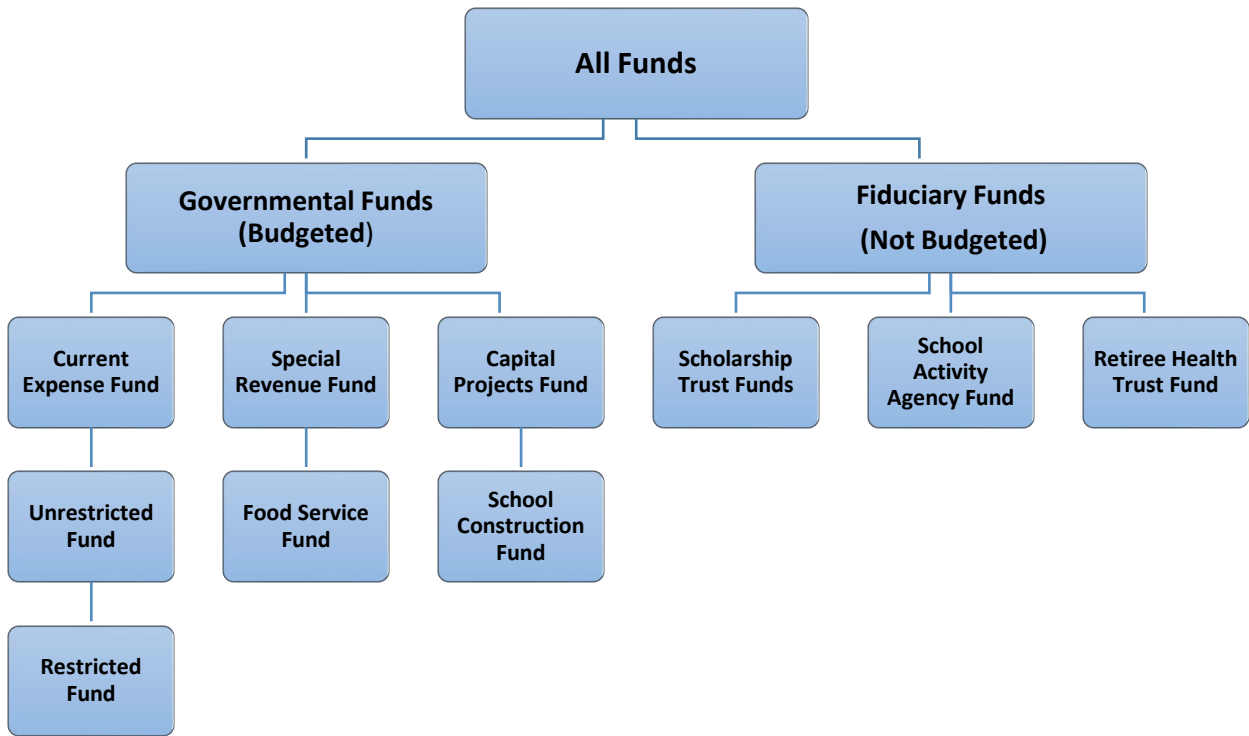 All Funds
Governmental Funds
(Budgeted)
Fiduciary Funds
(Not Budgeted)
Current
Expense Fund
Special
Revenue Fund
Capital
Projects Fund
Scholarship
Trust Funds
School
Activity
Agency Fund
Retiree Health
Trust Fund
Unrestricted
Fund
Food Service
Fund
School
Construction
Fund
Restricted
Fund